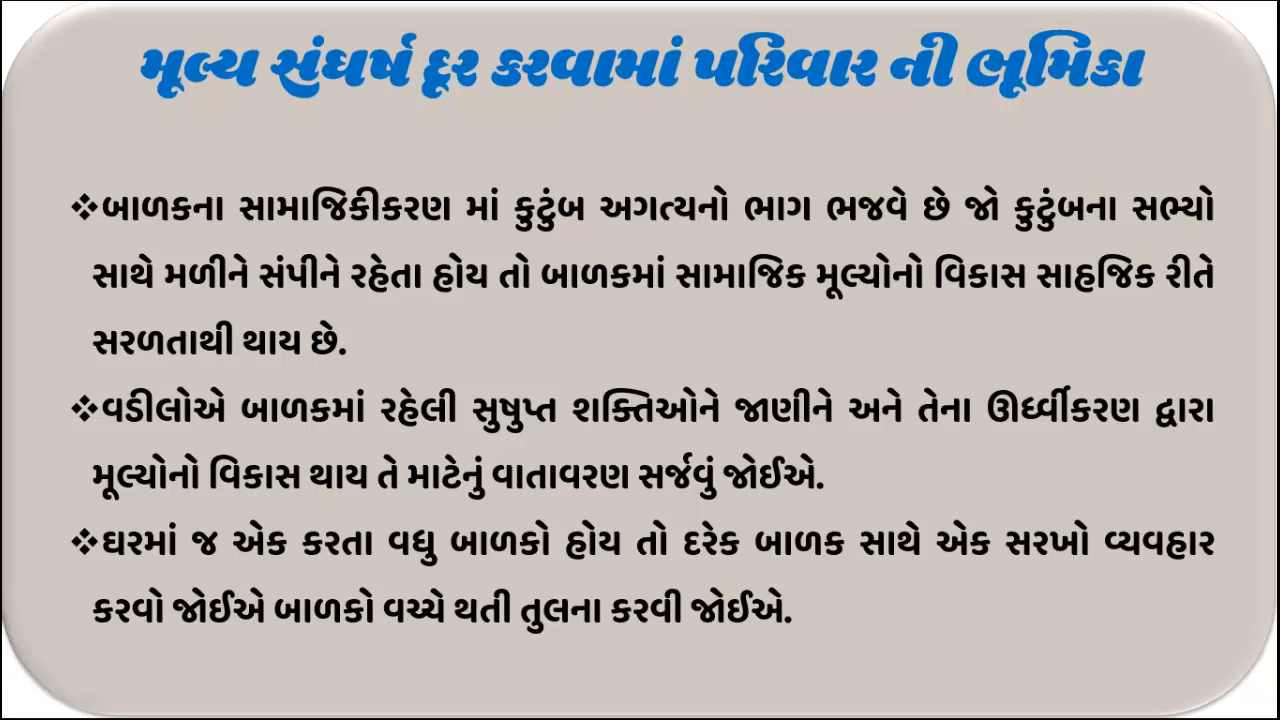 મૂલ્ય સંઘર્ષ દૂર કરવામાં પરિવાર ની ભૂમિકા
❖બાળકના સામાજિકીકરણ માં કુટુંબ અગત્યનો ભાગ ભજવે છે જો કુટુંબના સભ્યો
સાથે મળીને સંપીને રહેતા હોય તો બાળકમાં સામાજિક મૂલ્યોનો વિકાસ સાહજિક રીતે
સરળતાથી થાય છે.
❖વડીલોએ બાળકમાં રહેલી સુષુપ્ત શક્તિઓને જાણીને અને તેના ઊર્ધ્વીકરણ દ્વારા
મૂલ્યોનો વિકાસ થાય તે માટેનું વાતાવરણ સર્જવું જોઈએ.
❖ઘરમાં જ એક કરતા વધુ બાળકો હોય તો દરેક બાળક સાથે એક સરખો વ્યવહાર
કરવો જોઈએ બાળકો વચ્ચે થતી તુલના કરવી જોઈએ.